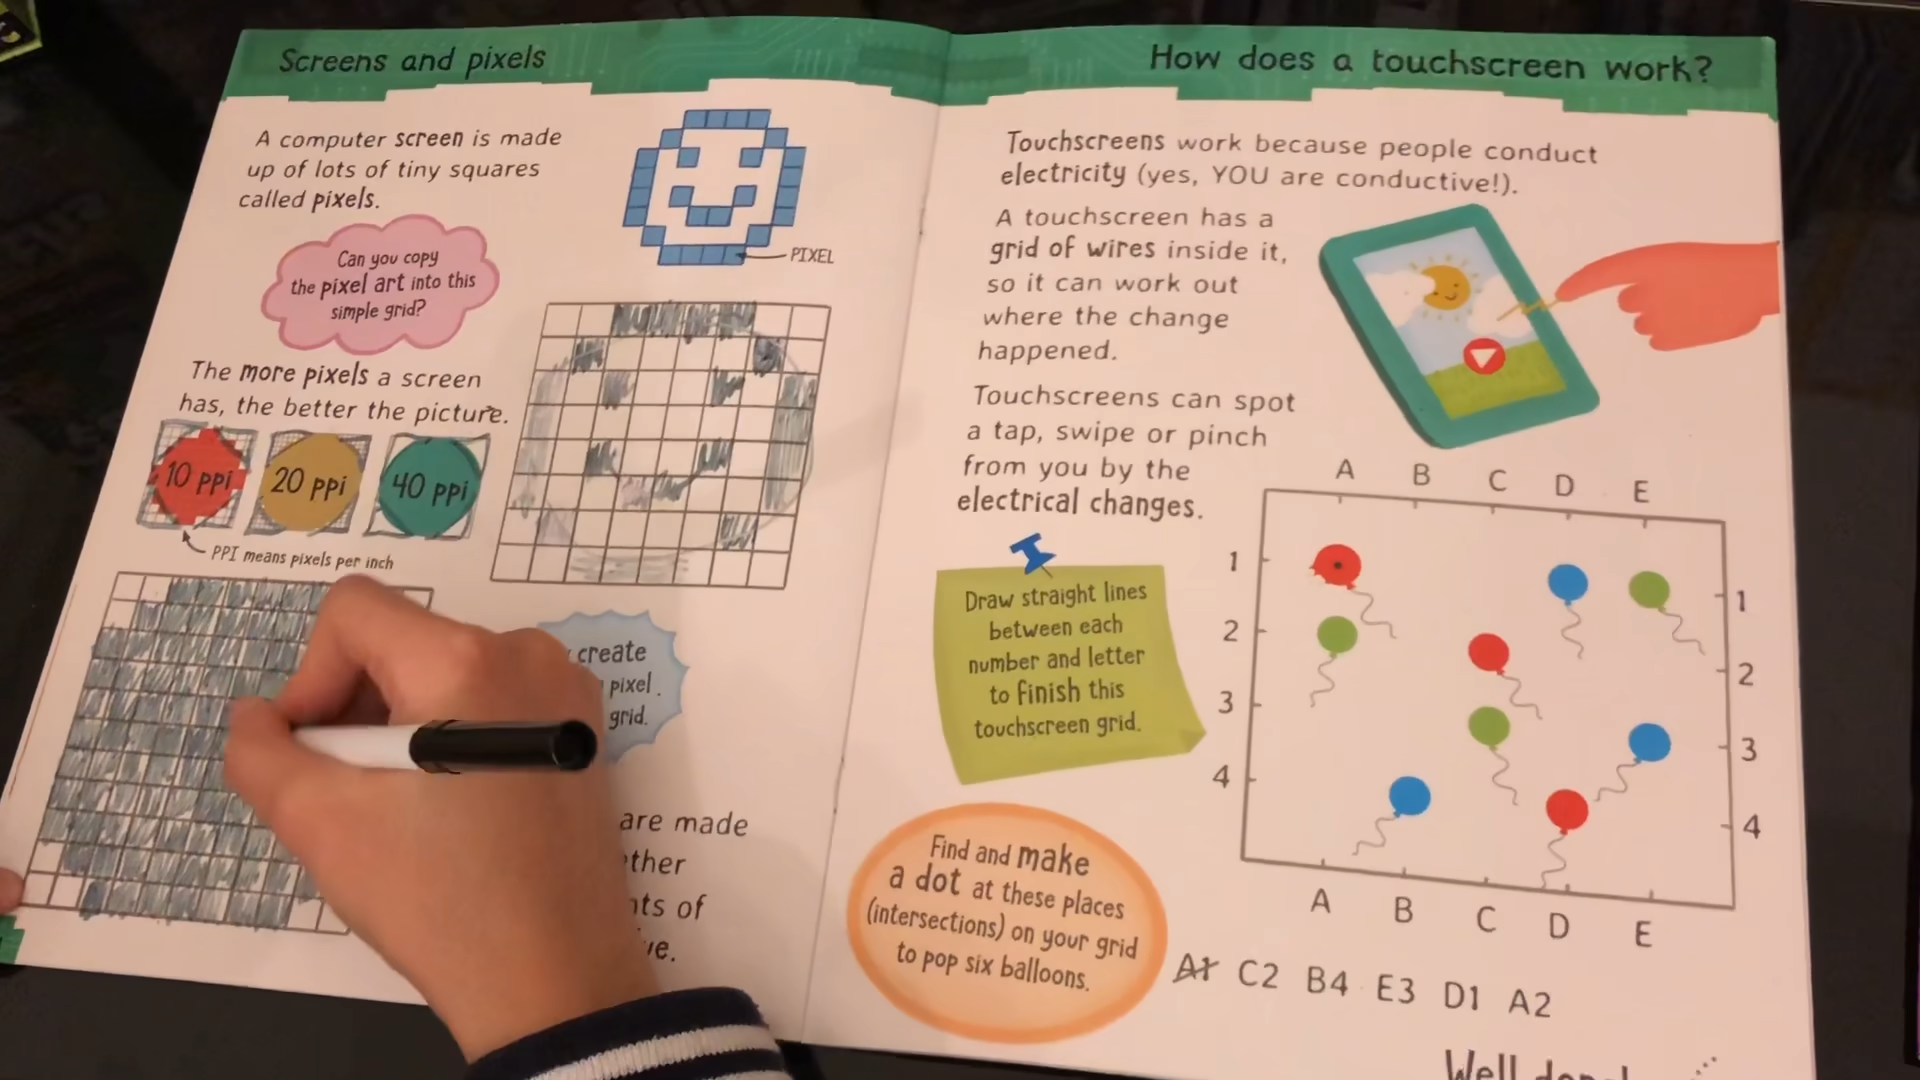 Screens and pixels
A computer screen is made
up of lots of tiny squares
called pixels.
PIXEL
Can you copy
the pixel art into this
simple grid?
The more pixels a screen
has, the better the picture.
10 ppi
20 ppi
40 ppi
PPI means pixels per inch
create
pixel
grid.
are made
of
How does a touchscreen work?
Touchscreens work because people conduct
electricity (yes, YOU are conductive!).
A touchscreen has a
grid of wires inside it,
so it can work out
where the change
happened.
Touchscreens can spot
a tap, swipe or pinch
from you by the
electrical changes.
Draw straight lines
between each
number and letter
to finish this
touchscreen grid.
A B C D E
1 1
2 2
3 3
4 4
A B C D E
Find and make
a dot at these places
(intersections) on your grid
to pop six balloons.
A1 C2 B4 E3 D1 A2
Well